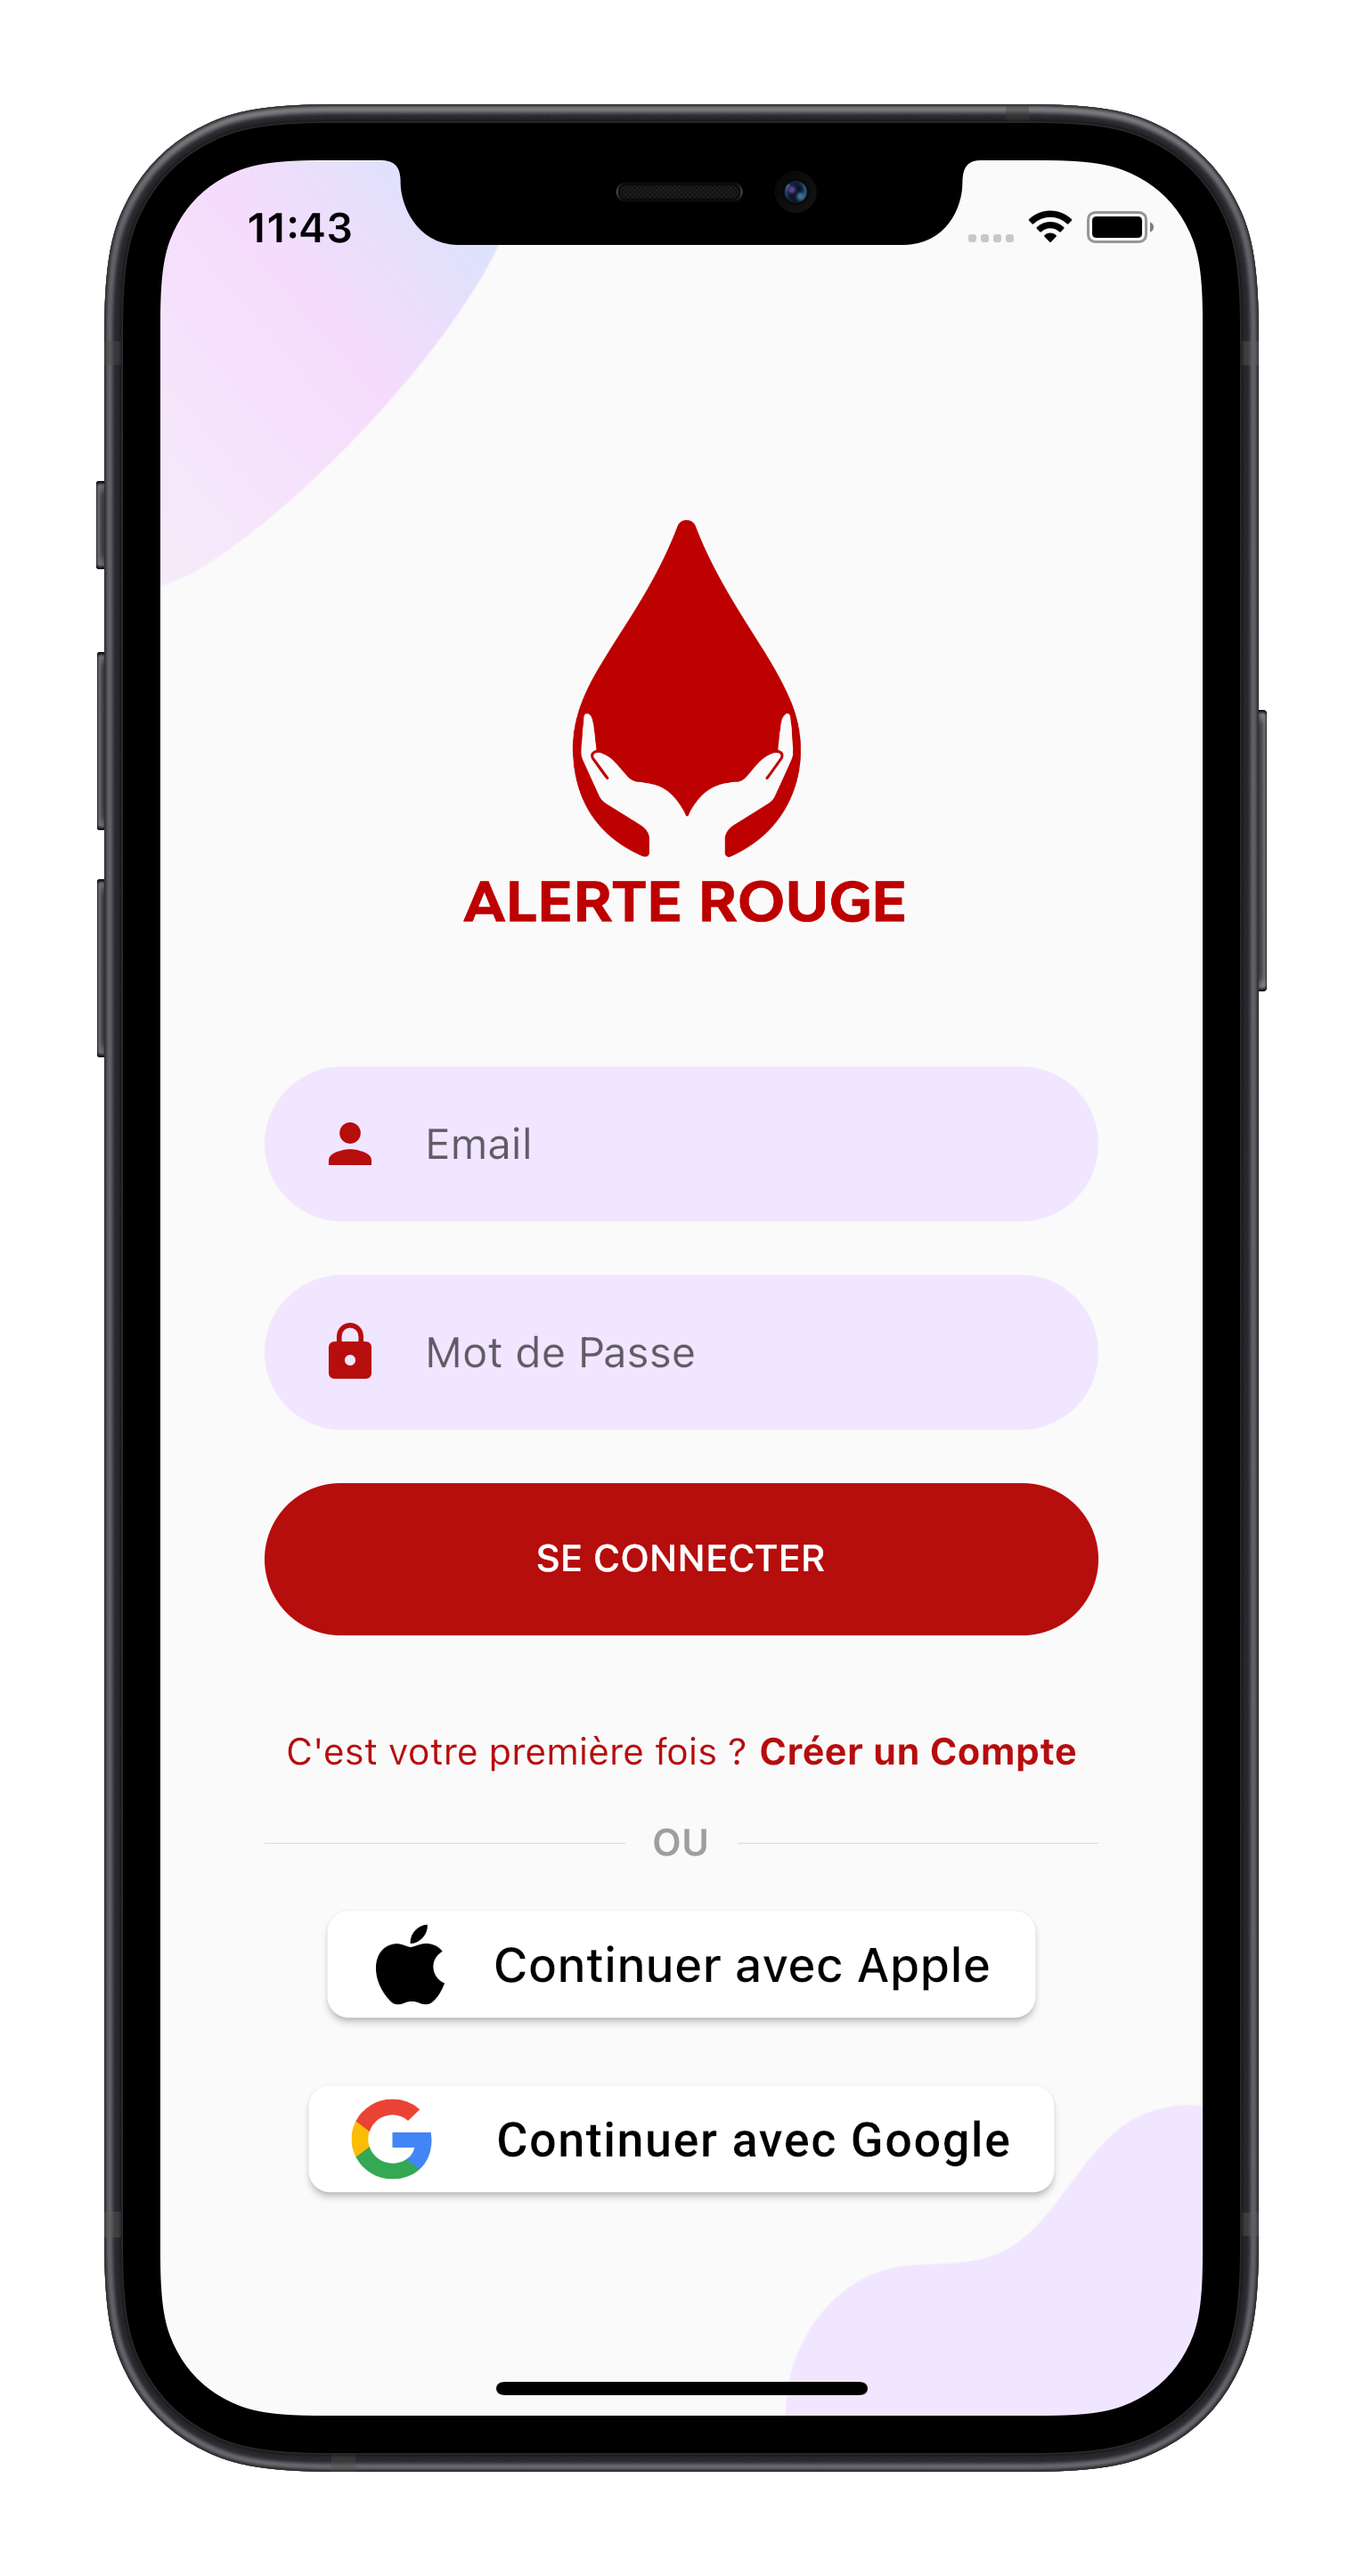 11:43
ALERTE ROUGE
Email
Mot de Passe
SE CONNECTER
C'est votre première fois ? Créer un Compte
OU
Continuer avec Apple
Continuer avec Google